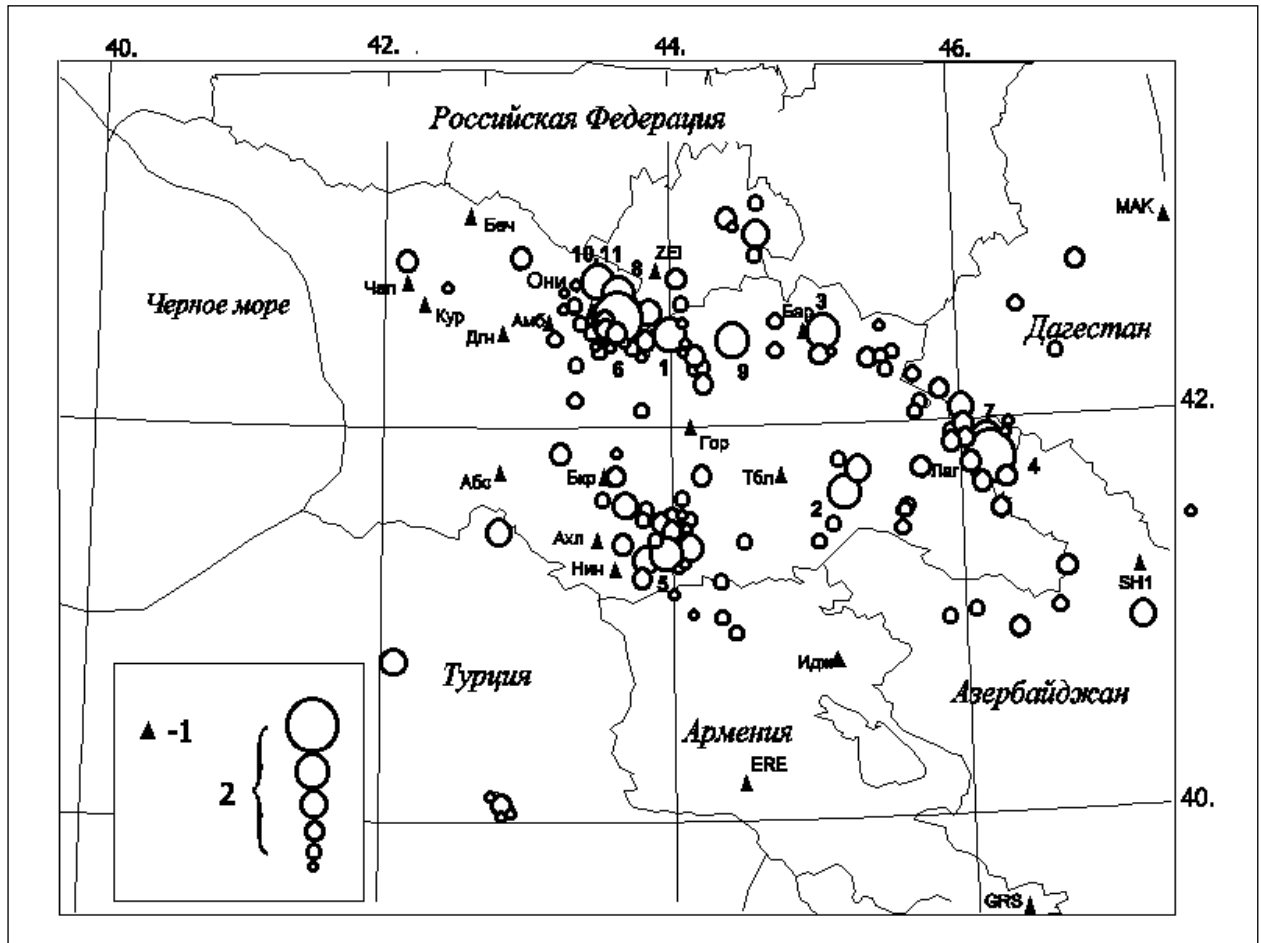 40. 42. 44. 46.
Российская Федерация
МАК
Беч
10,11
ZEI
Они
8
Чап
Черное море
Кур
Амб
Бар
3
Дагестан
Дгн
6
1
9
42.
7
Гор
Абс
Бкр
Тбл
Лаг
4
2
Ахл
Нин
5
SH1
Идж
Турция
Азербайджан
-1
Армения
2
ERE
40.
GRS